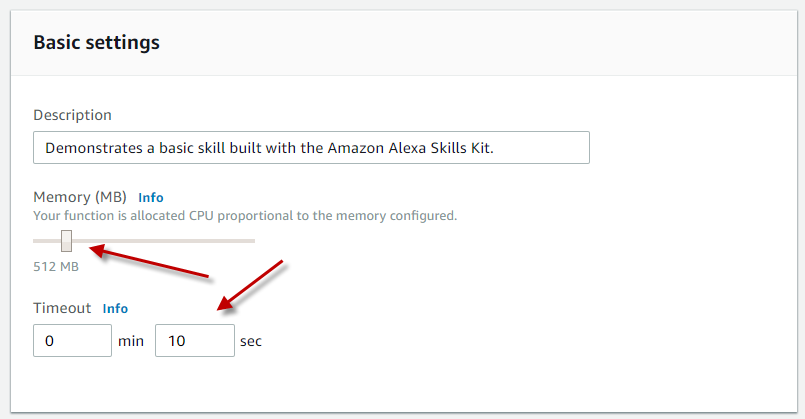 Basic settings
Description
Demonstrates a basic skill built with the Amazon Alexa Skills Kit.
Memory (MB) Info
Your function is allocated CPU proportional to the memory configured.
512 MB
Timeout Info
0 min 10 sec